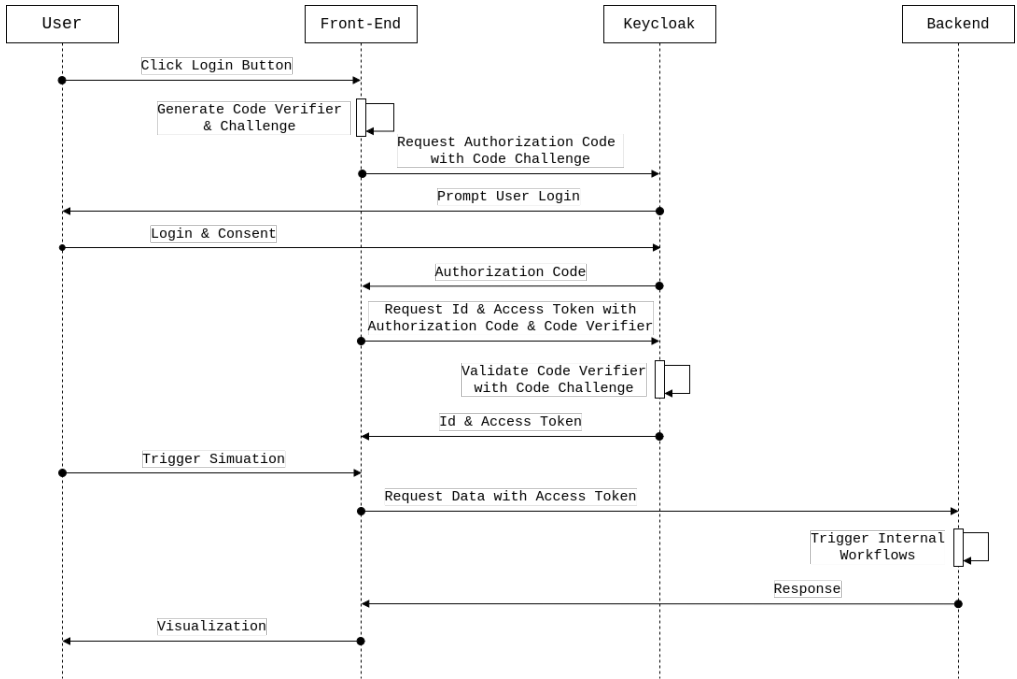 User
Front-End
Keycloak
Backend
Click Login Button
Generate Code Verifier
& Challenge
Request Authorization Code
with Code Challenge
Prompt User Login
Login & Consent
Authorization Code
Request Id & Access Token with
Authorization Code & Code Verifier
Validate Code Verifier
with Code Challenge
Id & Access Token
Trigger Simuation
Request Data with Access Token
Trigger Internal
Workflows
Response
Visualization